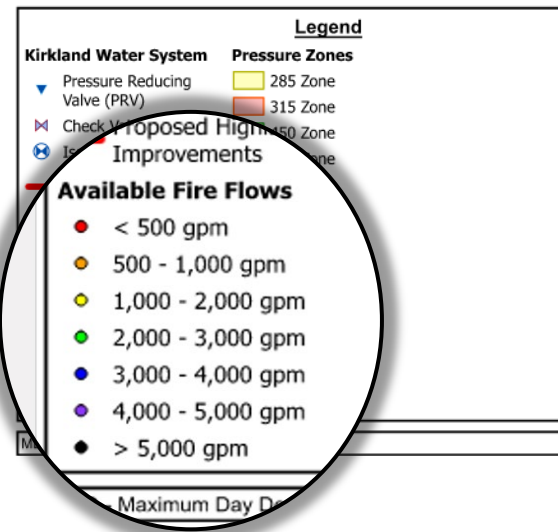 Legend
Kirkland Water System
Pressure Reducing
Valve (PRV)
Check
Pressure Zones
285 Zone
315 Zone
450 Zone
Proposed High
Improvements
Available Fire Flows
< 500 gpm
500 - 1,000 gpm
1,000 - 2,000 gpm
2,000 - 3,000 gpm
3,000 - 4,000 gpm
4,000 - 5,000 gpm
> 5,000 gpm
- Maximum Day